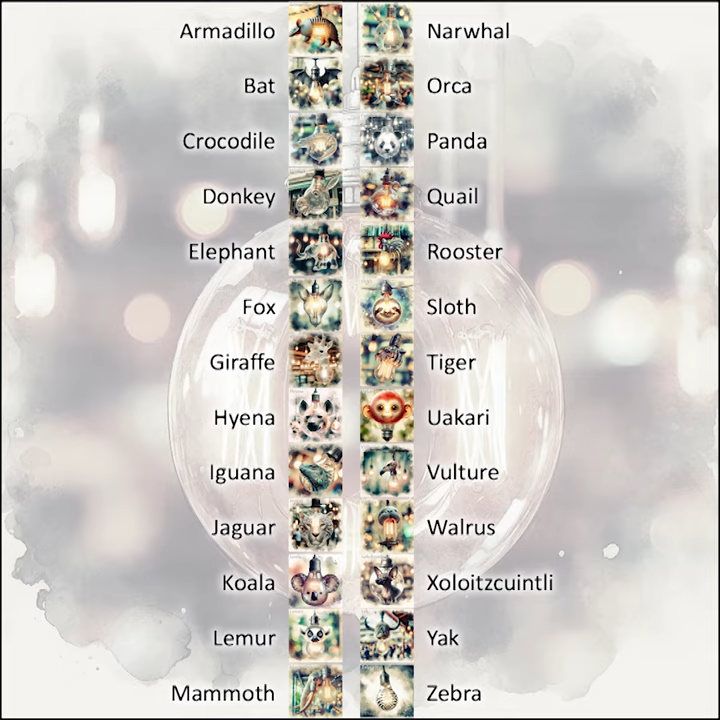 Armadillo
Narwhal
Bat
Orca
Crocodile
Panda
Donkey
Quail
Elephant
Rooster
Fox
Sloth
Giraffe
Tiger
Hyena
Uakari
Iguana
Vulture
Jaguar
Walrus
Koala
Xoloitzcuintli
Lemur
Yak
Mammoth
Zebra